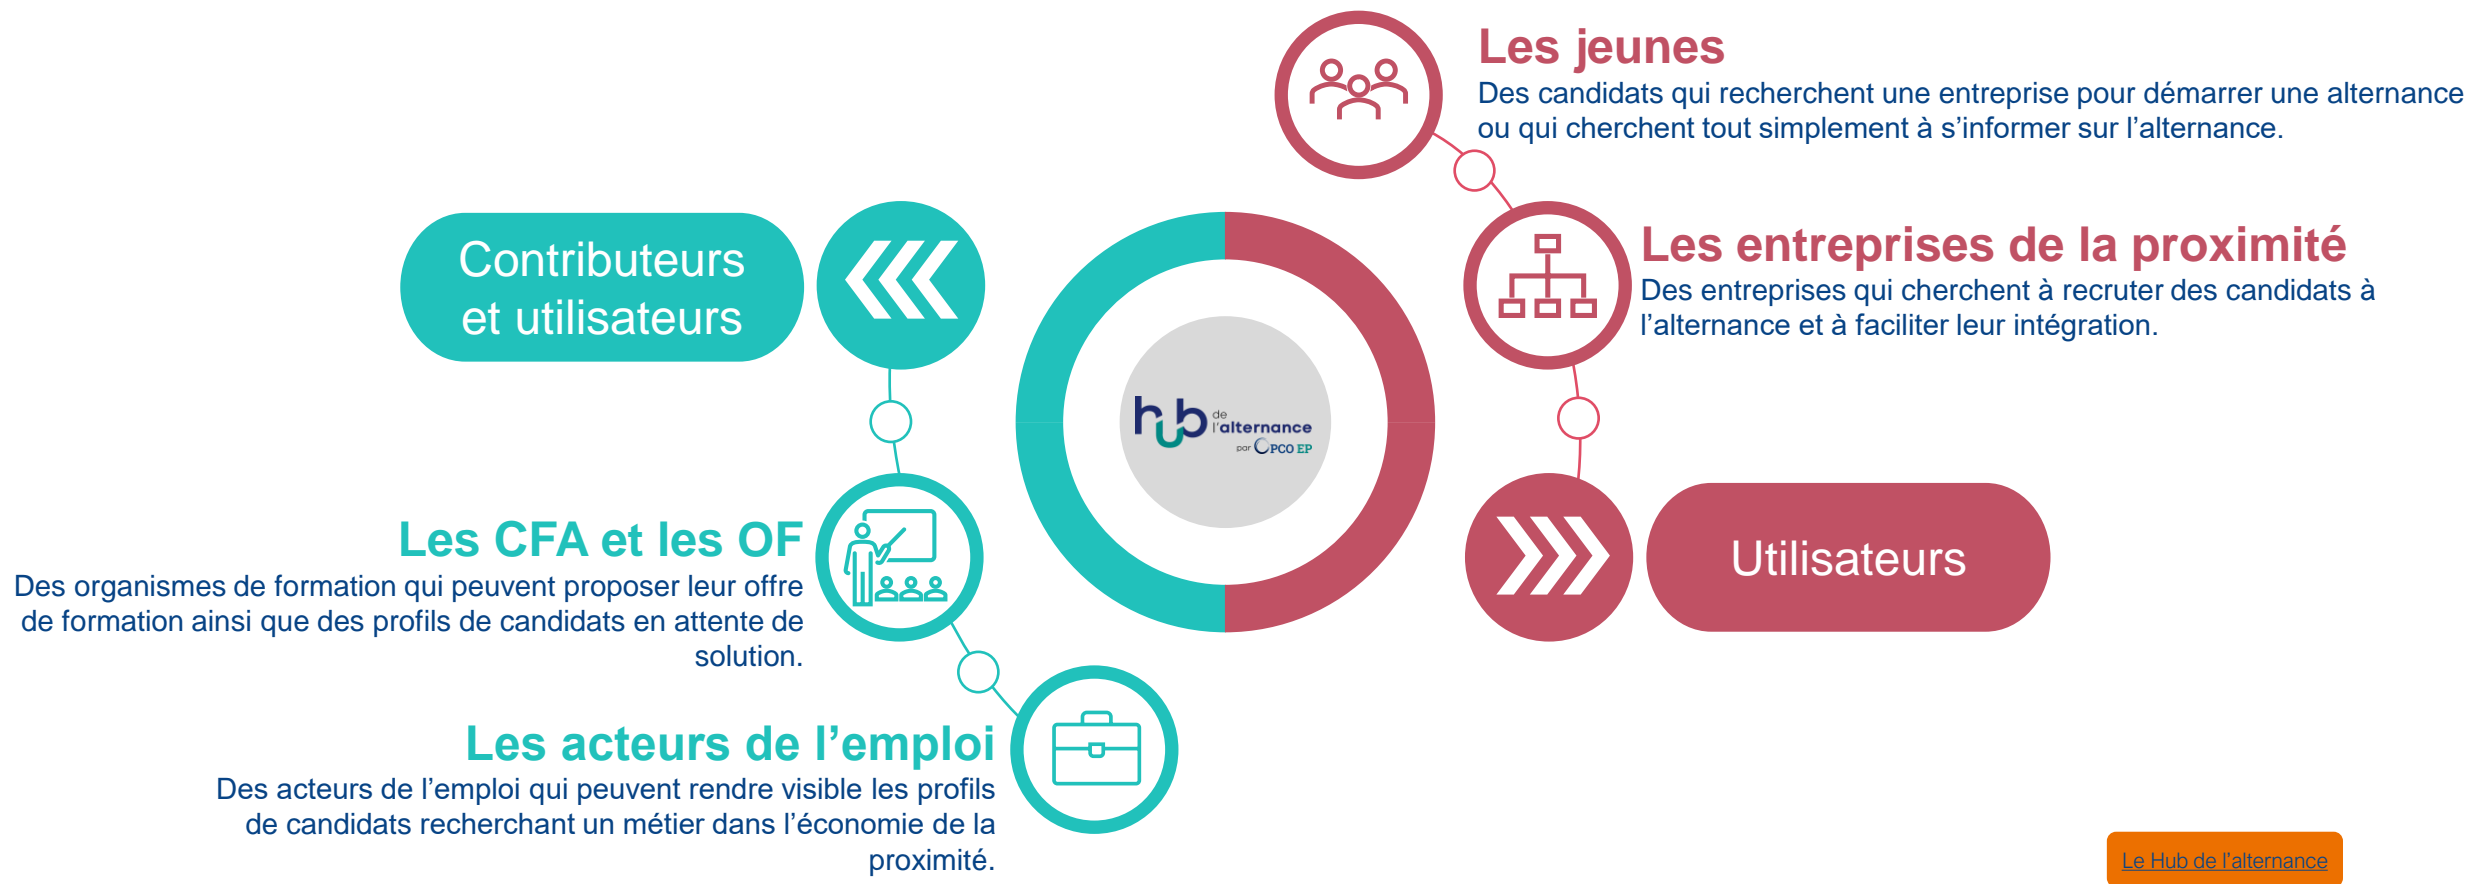 Les jeunes
Des candidats qui recherchent une entreprise pour démarrer une alternance
ou qui cherchent tout simplement à s’informer sur l’alternance.
Les entreprises de la proximité
Des entreprises qui cherchent à recruter des candidats à
l’alternance et à faciliter leur intégration.
Utilisateurs
Contributeurs
et utilisateurs
hub de
l’alternance
par OPCO EP
Les CFA et les OF
Des organismes de formation qui peuvent proposer leur offre
de formation ainsi que des profils de candidats en attente de
solution.
Les acteurs de l’emploi
Des acteurs de l’emploi qui peuvent rendre visible les profils
de candidats recherchant un métier dans l’économie de la
proximité.
Le Hub de l’alternance